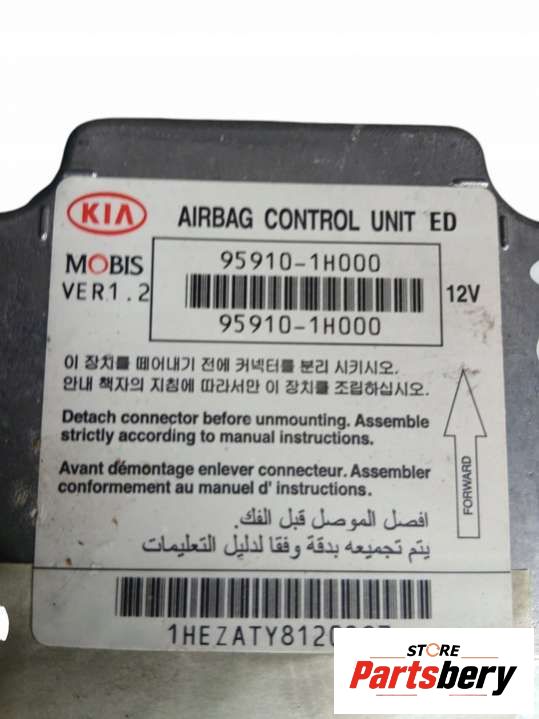 KIA AIRBAG CONTROL UNIT ED
MOBIS
VER1.2
95910-1H000
95910-1H000
12V
이 장치를 떼어내기 전에 커넥터를 분리 시키시오.
안내 책자의 지침에 따라서만 이 장치를 조립하십시오.
Detach connector before unmounting. Assemble
strictly according to manual instructions.
Avant démontage enlever connecteur. Assembler
conformement au manuel d' instructions.
FORWARD
افصل الموصل قبل الفك.
يتم تجميعه بدقة وفقا لدليل التعليمات
STORE
Partsbery